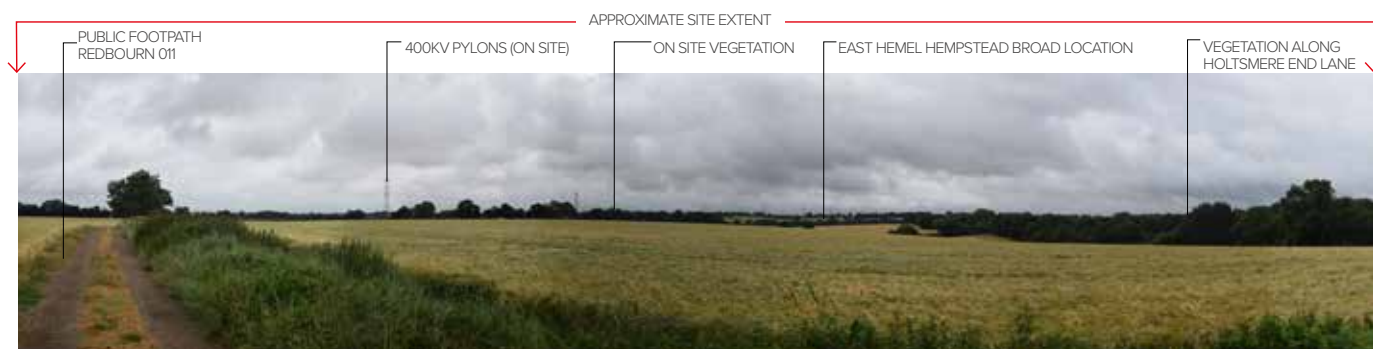 APPROXIMATE SITE EXTENT
PUBLIC FOOTPATH
REDBOURN 011
400KV PYLONS (ON SITE)
ON SITE VEGETATION
EAST HEMEL HEMPSTEAD BROAD LOCATION
VEGETATION ALONG
HOLTSMERE END LANE